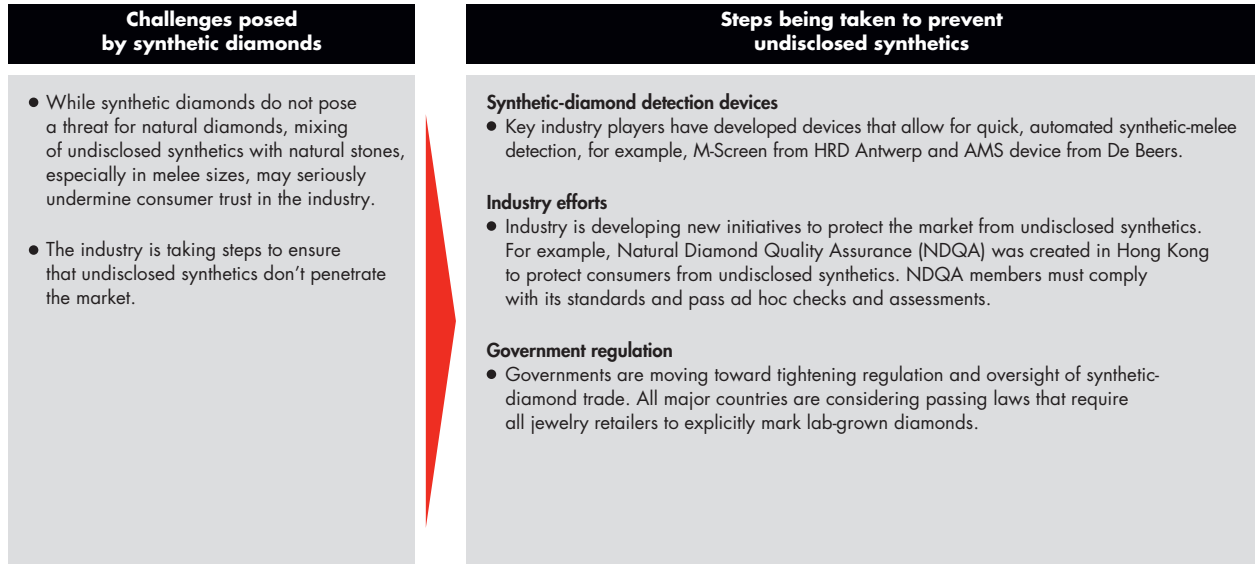 Challenges posed
by synthetic diamonds
● While synthetic diamonds do not pose
a threat for natural diamonds, mixing
of undisclosed synthetics with natural stones,
especially in melee sizes, may seriously
undermine consumer trust in the industry.
● The industry is taking steps to ensure
that undisclosed synthetics don't penetrate
the market.
Steps being taken to prevent
undisclosed synthetics
Synthetic-diamond detection devices
● Key industry players have developed devices that allow for quick, automated synthetic-melee
detection, for example, M-Screen from HRD Antwerp and AMS device from De Beers.
Industry efforts
● Industry is developing new initiatives to protect the market from undisclosed synthetics.
For example, Natural Diamond Quality Assurance (NDQA) was created in Hong Kong
to protect consumers from undisclosed synthetics. NDQA members must comply
with its standards and pass ad hoc checks and assessments.
Government regulation
● Governments are moving toward tightening regulation and oversight of synthetic-
diamond trade. All major countries are considering passing laws that require
all jewelry retailers to explicitly mark lab-grown diamonds.